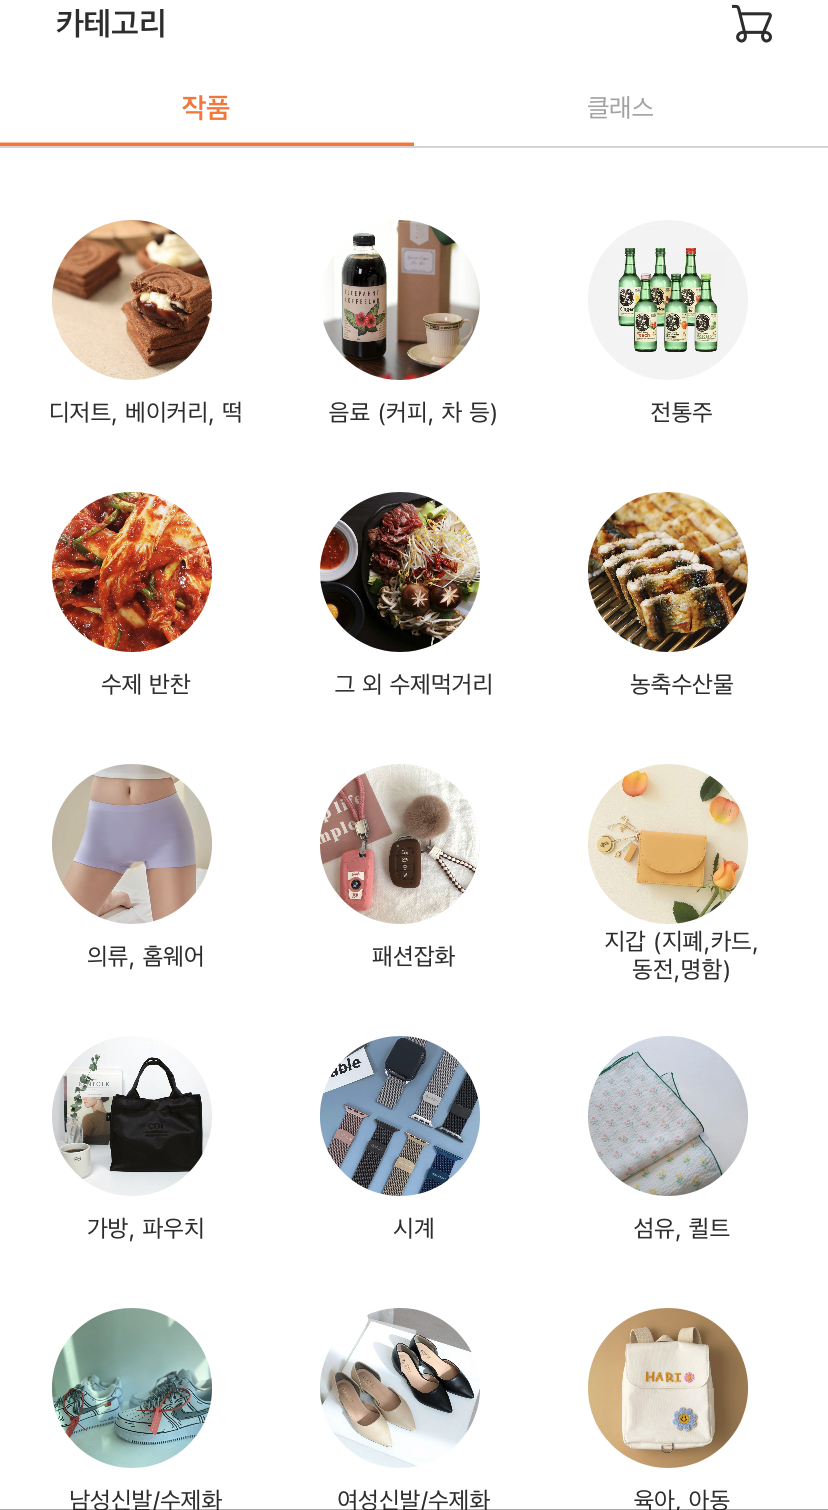 카테고리
작품
클래스
디저트, 베이커리, 떡
음료 (커피, 차 등)
전통주
수제 반찬
그 외 수제먹거리
농축수산물
의류, 홈웨어
패션잡화
지갑 (지폐,카드,
동전,명함)
가방, 파우치
시계
섬유, 퀼트
HARI
남성신발/수제화
여성신발/수제화
육아, 아동